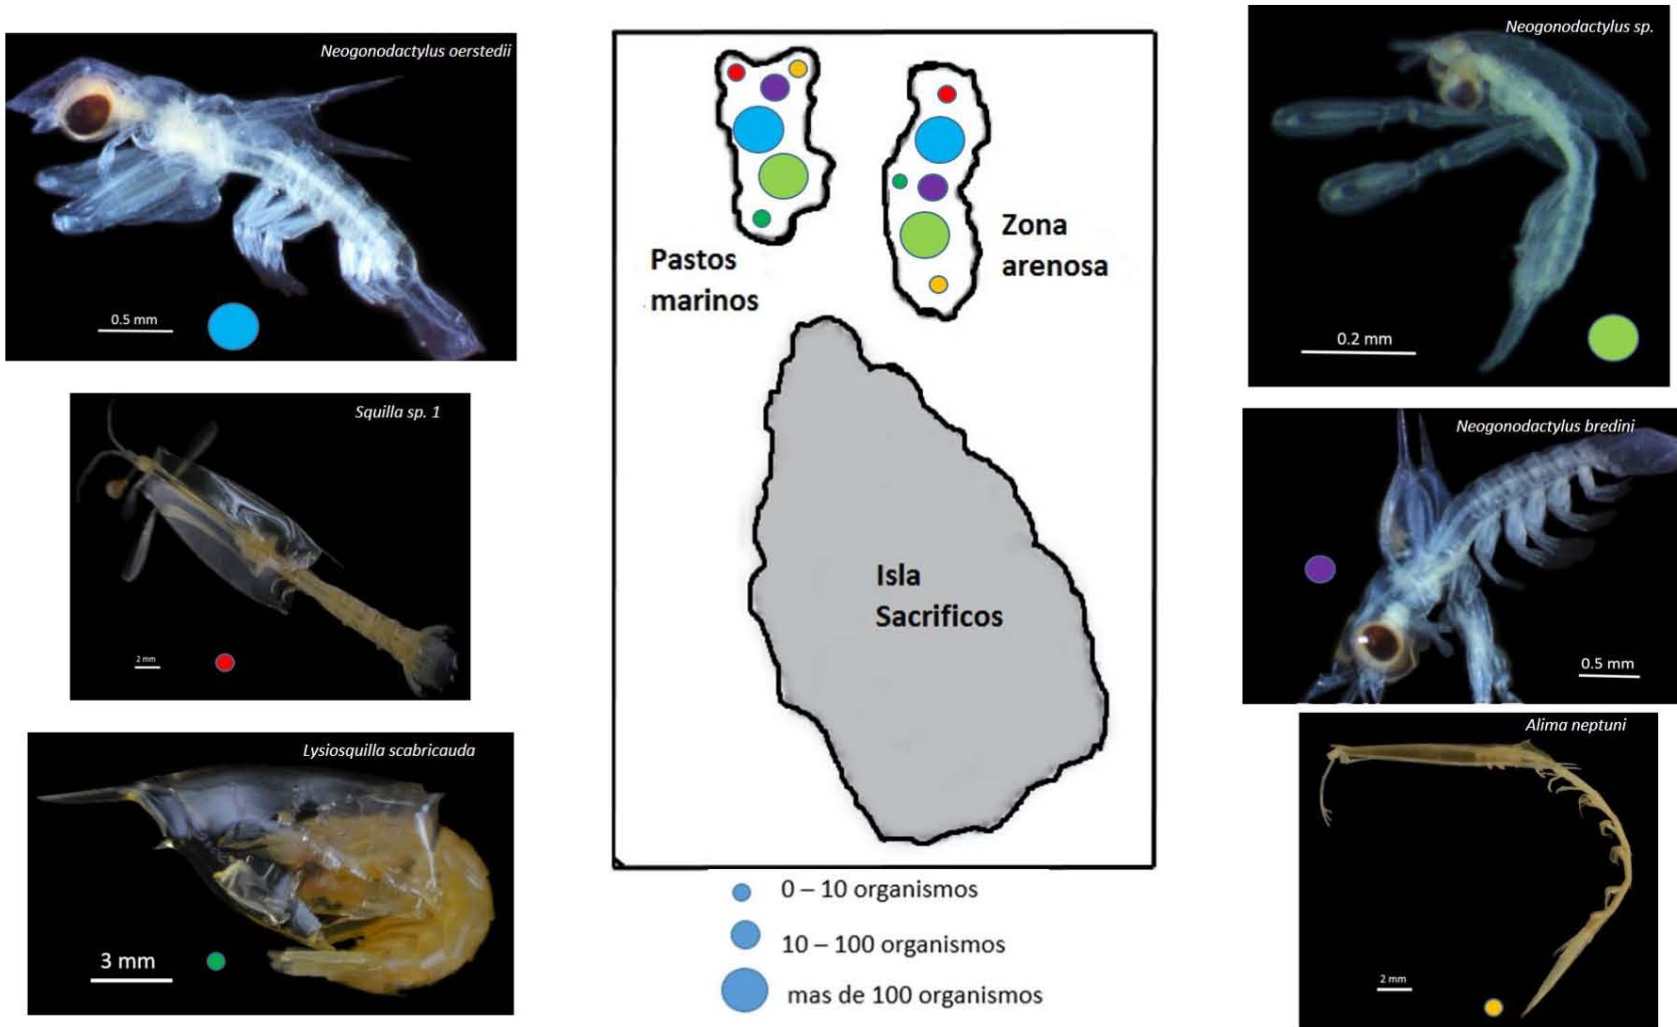 Neogonodactylus oerstedii
0.5 mm
Squilla sp. 1
2 mm
Lysiosquilla scabricauda
3 mm
Pastos
marinos
Zona
arenosa
Isla
Sacrificos
0 – 10 organismos
10 – 100 organismos
mas de 100 organismos
Neogonodactylus sp.
0.2 mm
Neogonodactylus bredini
0.5 mm
Alima neptuni
2 mm